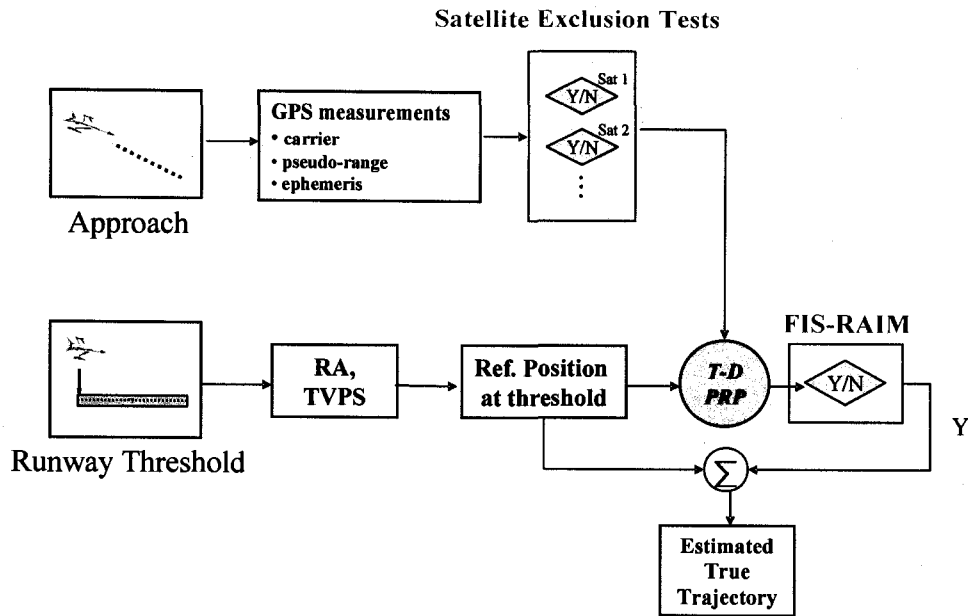 Satellite Exclusion Tests
GPS measurements
• carrier
• pseudo-range
• ephemeris
Sat 1
Y/N
Sat 2
Y/N
Approach
FIS-RAIM
RA,
TVPS
Ref. Position
at threshold
T-D
PRP
Y/N
Y
Runway Threshold
Σ
Estimated
True
Trajectory